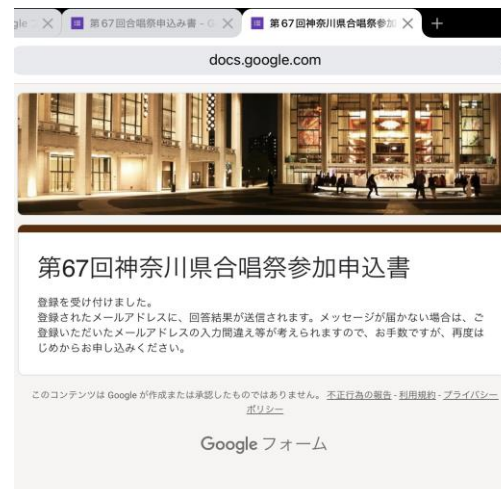 gle
第67回合唱祭申込み書 - G
第67回神奈川県合唱祭参加
docs.google.com
第67回神奈川県合唱祭参加申込書
登録を受け付けました。
登録されたメールアドレスに、回答結果が送信されます。メッセージが届かない場合は、ご
登録いただいたメールアドレスの入力間違え等が考えられますので、お手数ですが、再度は
じめからお申し込みください。
このコンテンツは Google が作成または承認したものではありません。 不正行為の報告 - 利用規約 - プライバシー
ポリシー
Google フォーム